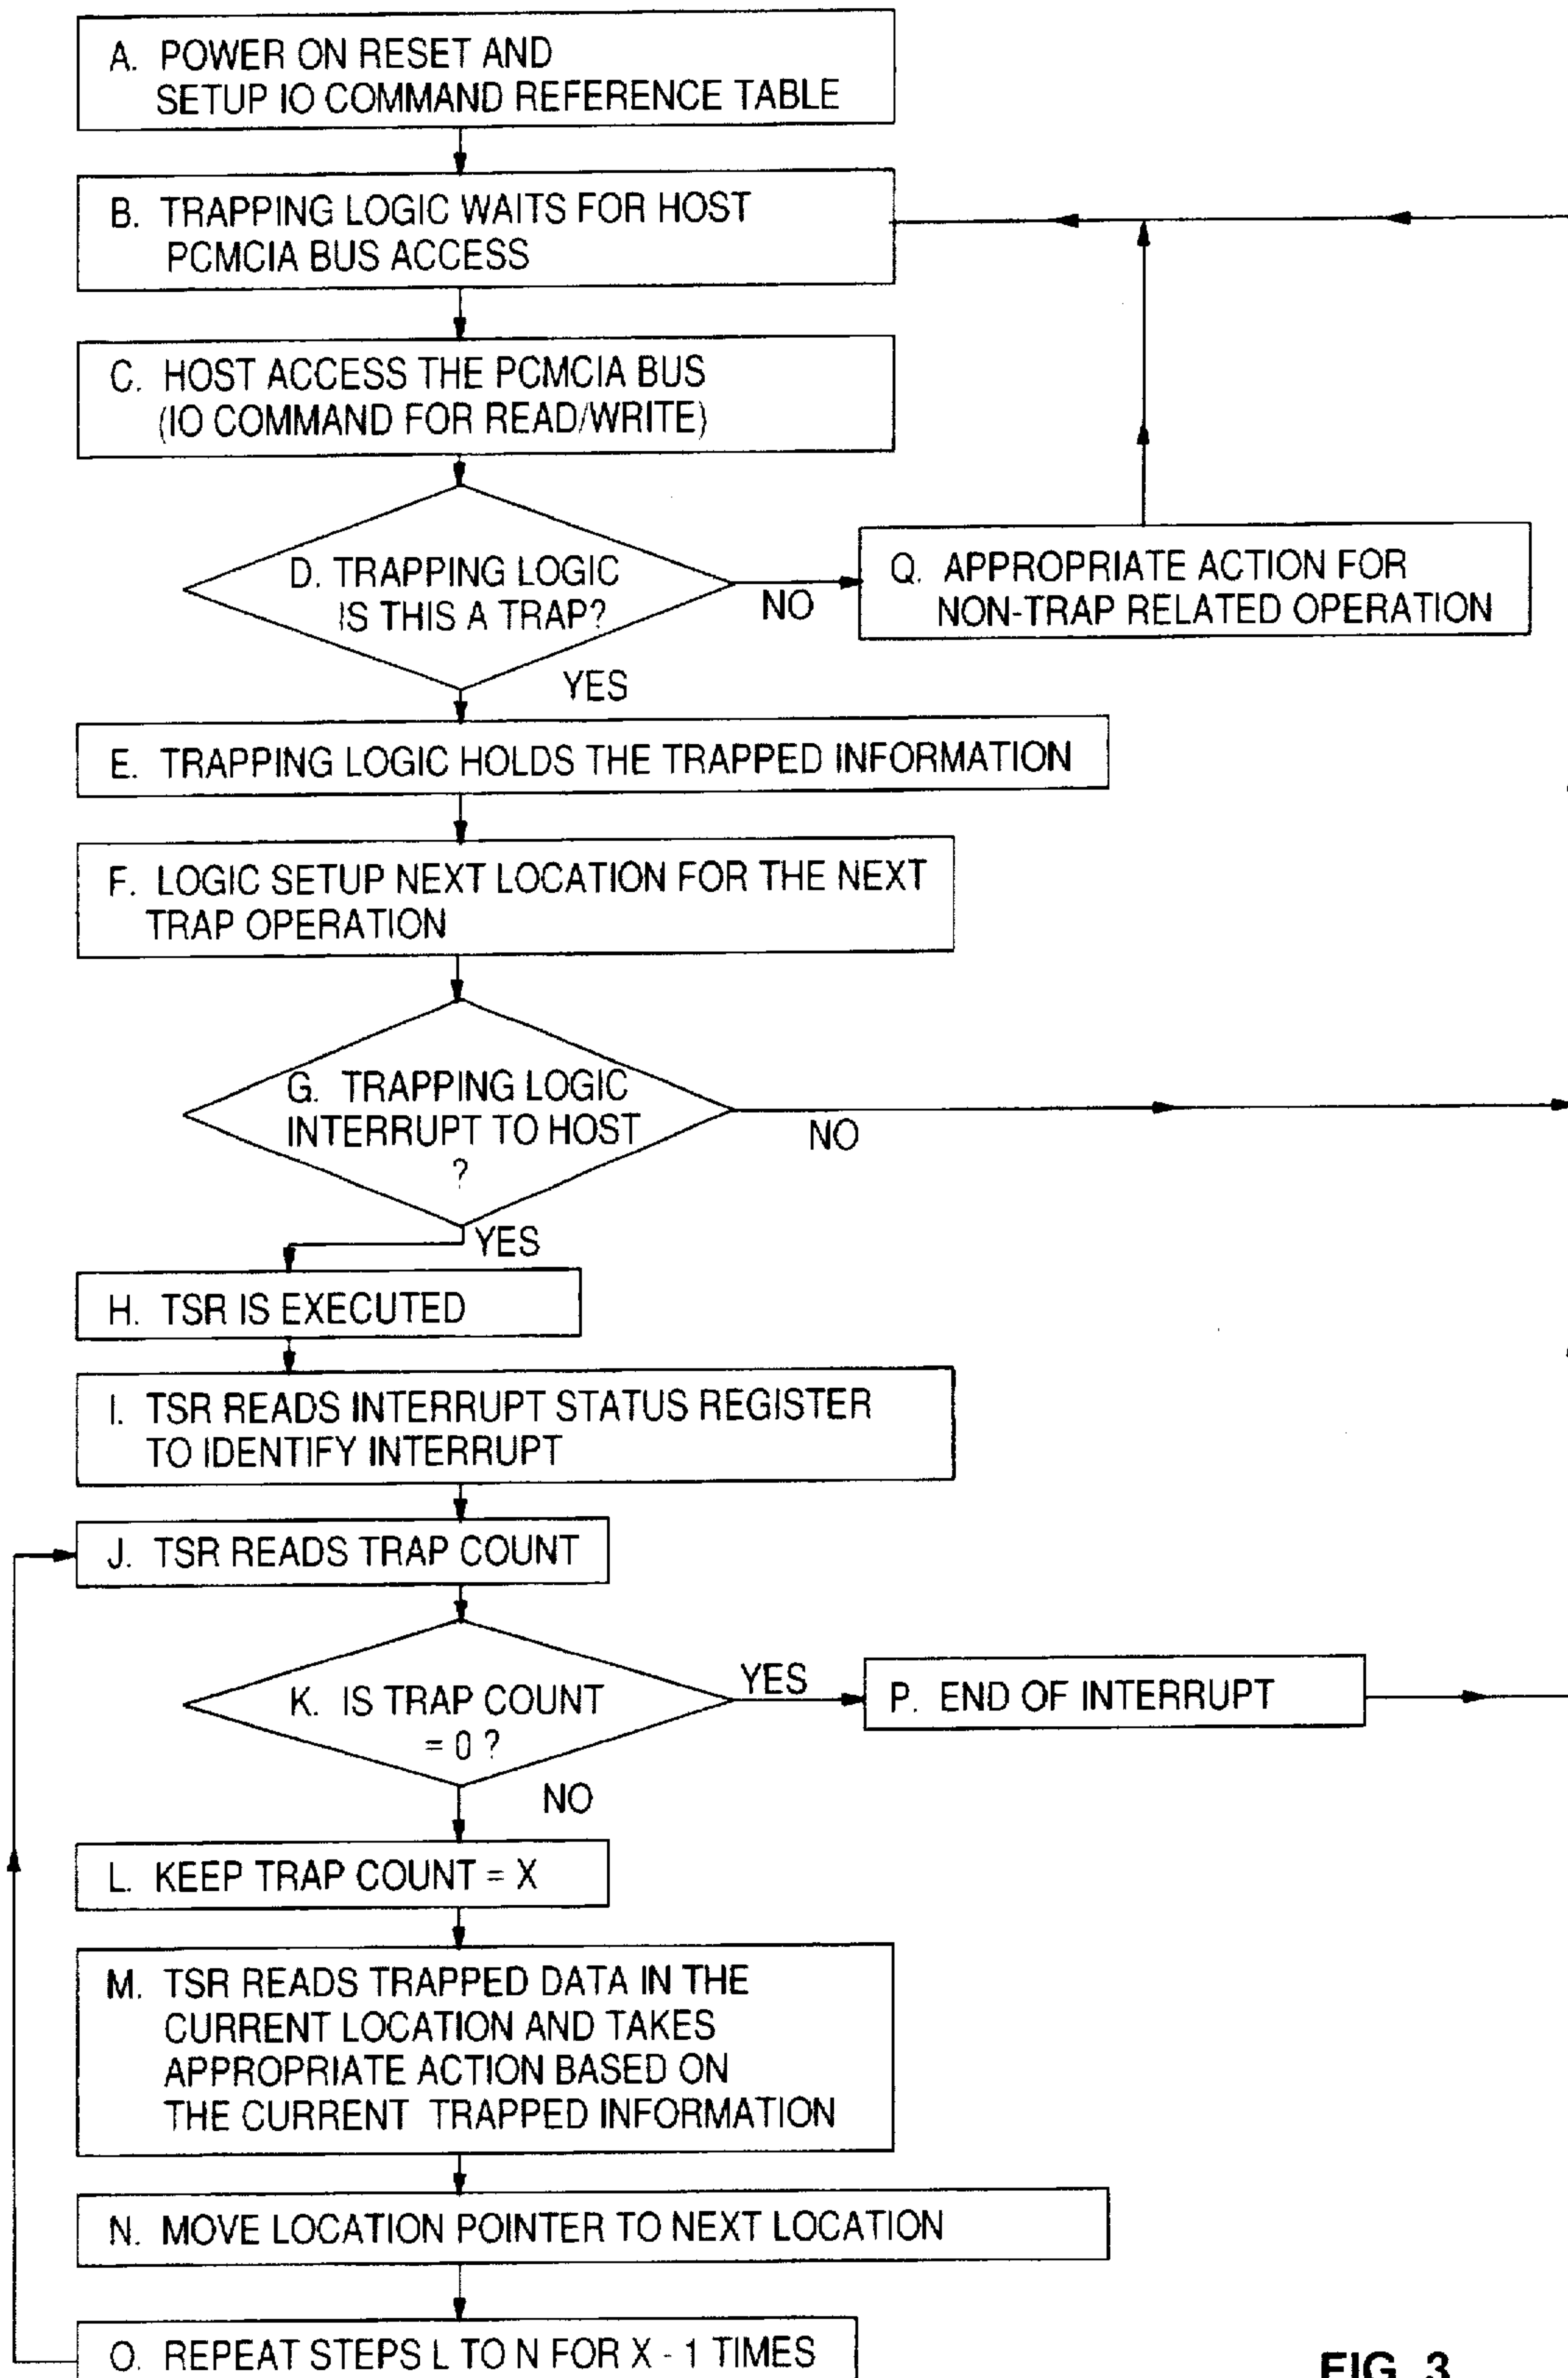 A. POWER ON RESET AND
SETUP IO COMMAND REFERENCE TABLE
B. TRAPPING LOGIC WAITS FOR HOST
PCMCIA BUS ACCESS
C. HOST ACCESS THE PCMCIA BUS
(IO COMMAND FOR READ/WRITE)
D. TRAPPING LOGIC
IS THIS A TRAP?
NO
Q. APPROPRIATE ACTION FOR
NON-TRAP RELATED OPERATION
YES
E. TRAPPING LOGIC HOLDS THE TRAPPED INFORMATION
F. LOGIC SETUP NEXT LOCATION FOR THE NEXT
TRAP OPERATION
G. TRAPPING LOGIC
INTERRUPT TO HOST
?
NO
YES
H. TSR IS EXECUTED
I. TSR READS INTERRUPT STATUS REGISTER
TO IDENTIFY INTERRUPT
J. TSR READS TRAP COUNT
K. IS TRAP COUNT
= 0 ?
YES
P. END OF INTERRUPT
NO
L. KEEP TRAP COUNT = X
M. TSR READS TRAPPED DATA IN THE
CURRENT LOCATION AND TAKES
APPROPRIATE ACTION BASED ON
THE CURRENT TRAPPED INFORMATION
N. MOVE LOCATION POINTER TO NEXT LOCATION
O. REPEAT STEPS L TO N FOR X - 1 TIMES
FIG. 3